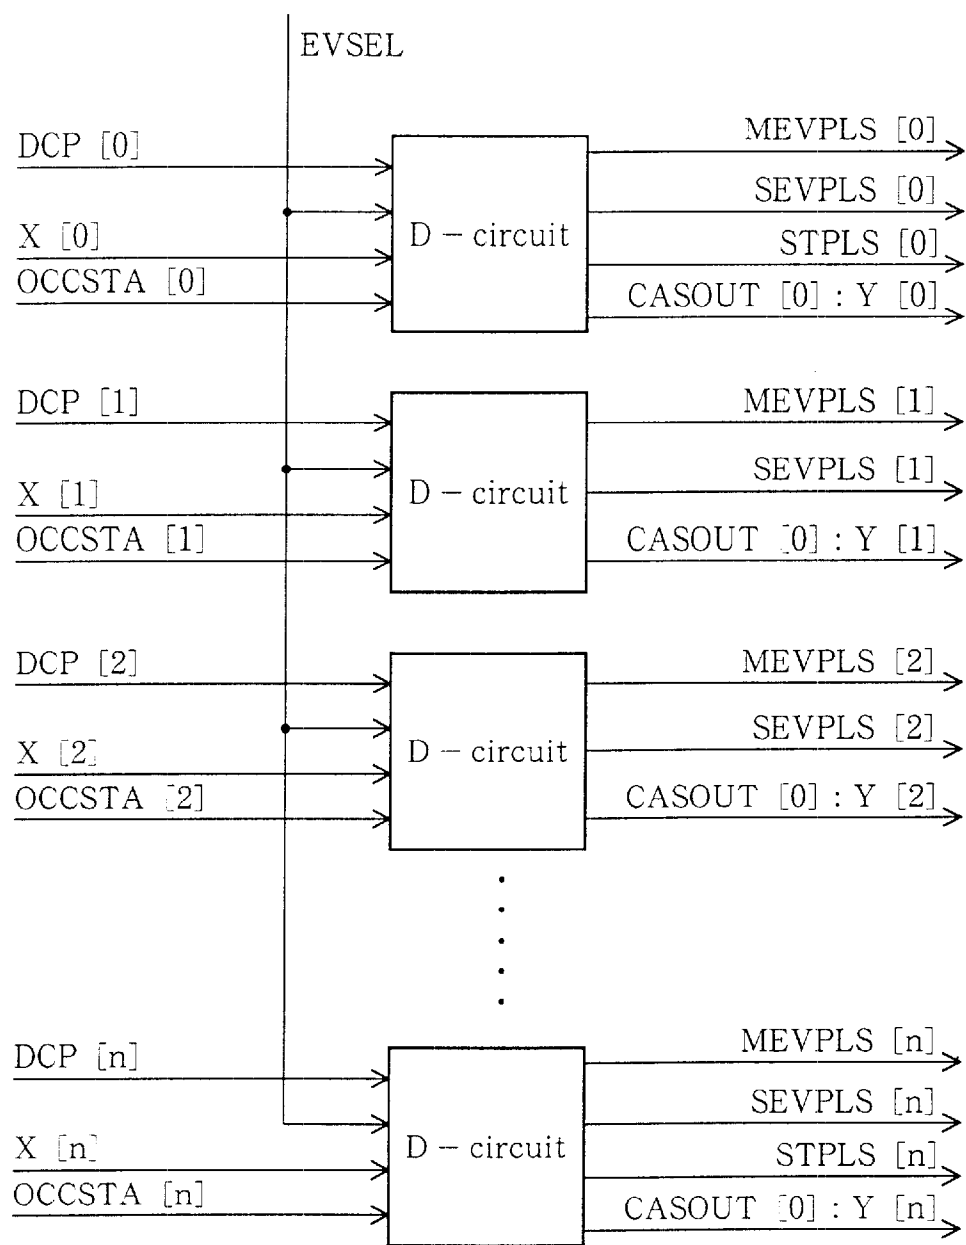 EVSEL
DCP [0]
X [0]
OCCSTA [0]
D - circuit
MEVPLS [0]
SEVPLS [0]
STPLS [0]
CASOUT [0] : Y [0]
DCP [1]
X [1]
OCCSTA [1]
D - circuit
MEVPLS [1]
SEVPLS [1]
CASOUT [0] : Y [1]
DCP [2]
X [2]
OCCSTA [2]
D - circuit
MEVPLS [2]
SEVPLS [2]
CASOUT [0] : Y [2]
DCP [n]
X [n]
OCCSTA [n]
D - circuit
MEVPLS [n]
SEVPLS [n]
STPLS [n]
CASOUT [0] : Y [n]